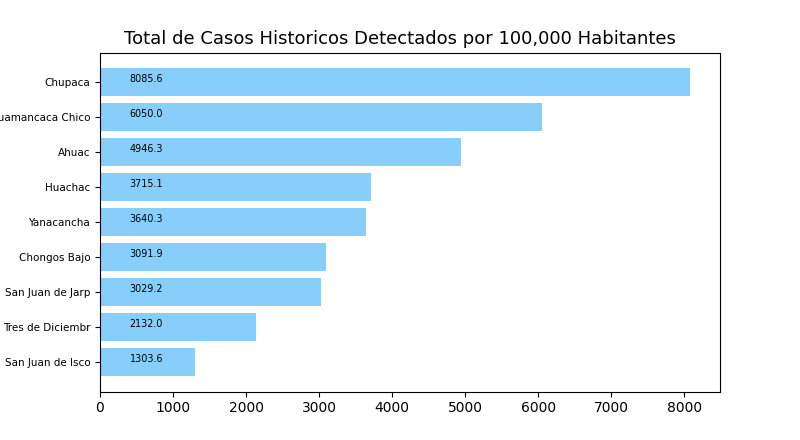 Total de Casos Historicos Detectados por 100,000 Habitantes
Chupaca 8085.6
uamancaca Chico 6050.0
Ahuac 4946.3
Huachac 3715.1
Yanacancha 3640.3
Chongos Bajo 3091.9
San Juan de Jarp 3029.2
Tres de Diciembr 2132.0
San Juan de Isco 1303.6
0 1000 2000 3000 4000 5000 6000 7000 8000